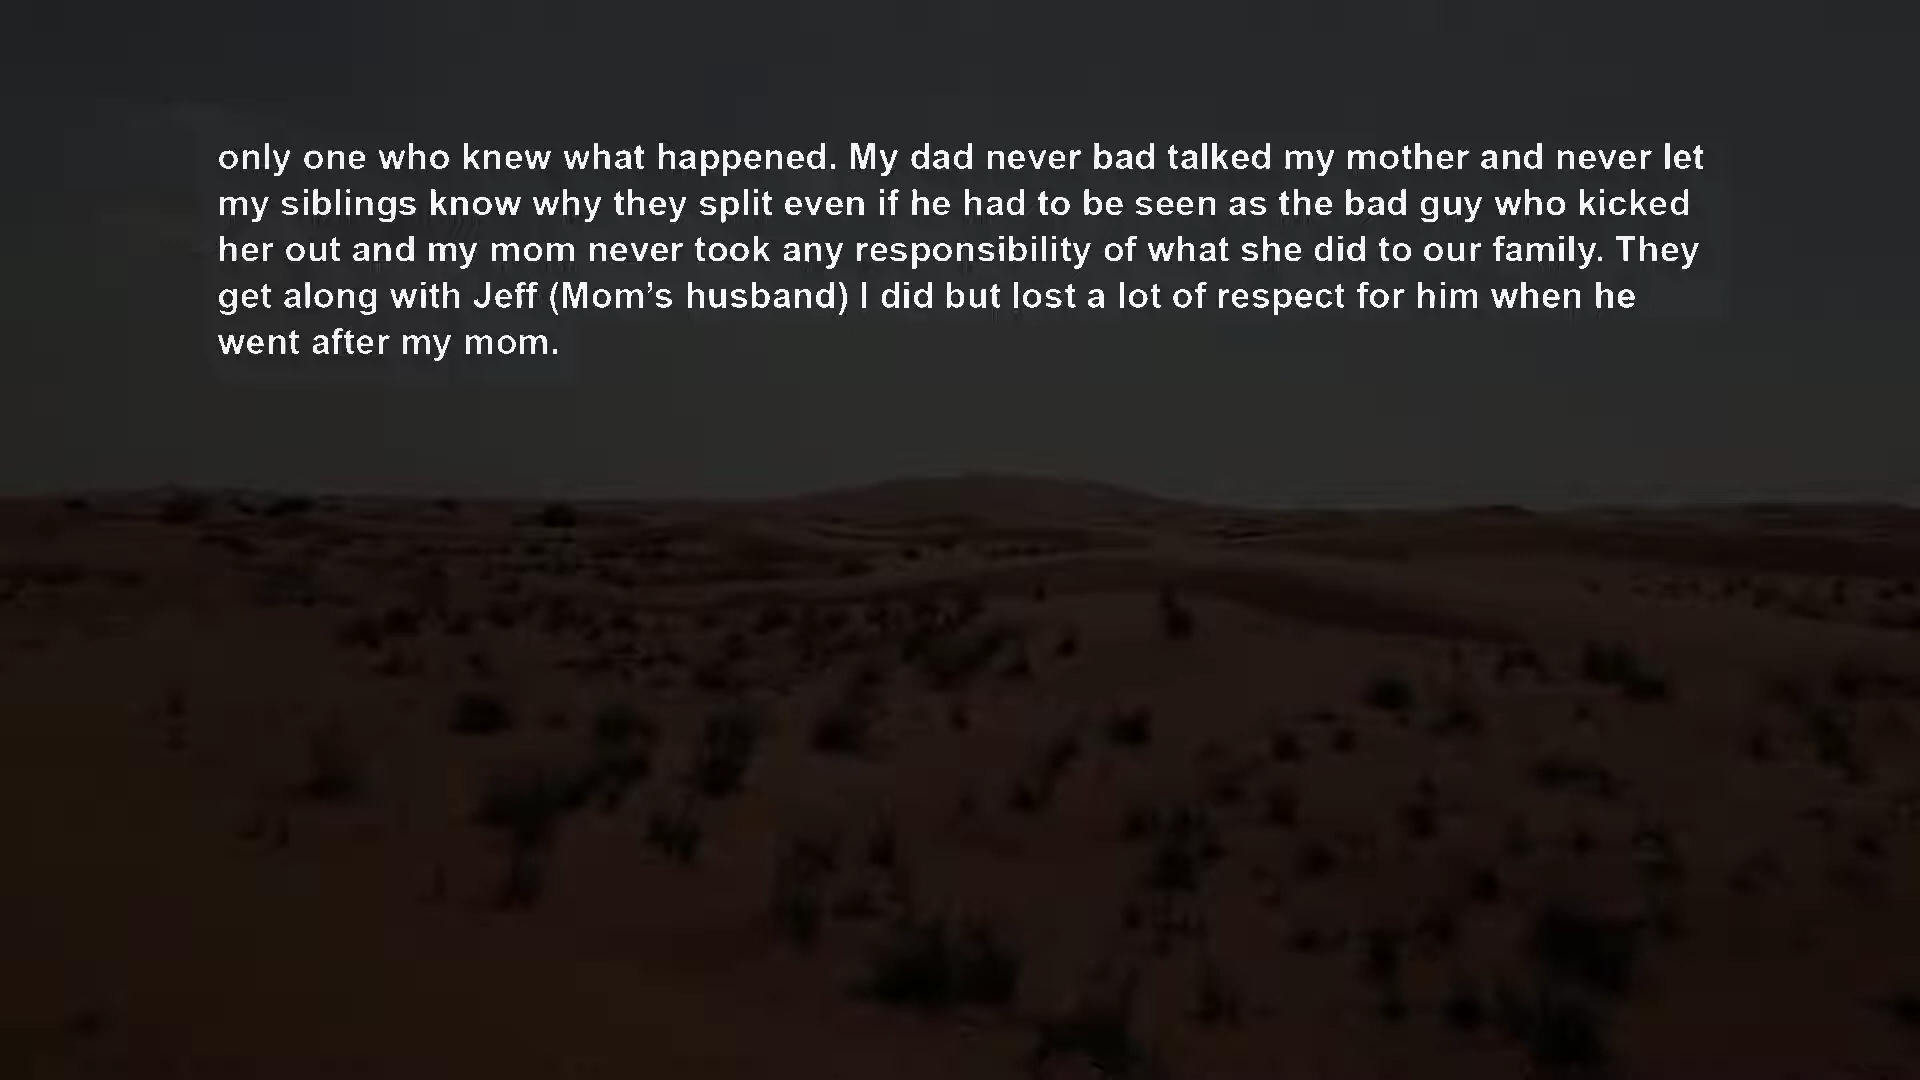 only one who knew what happened. My dad never bad talked my mother and never let
my siblings know why they split even if he had to be seen as the bad guy who kicked
her out and my mom never took any responsibility of what she did to our family. They
get along with Jeff (Mom’s husband) I did but lost a lot of respect for him when he
went after my mom.